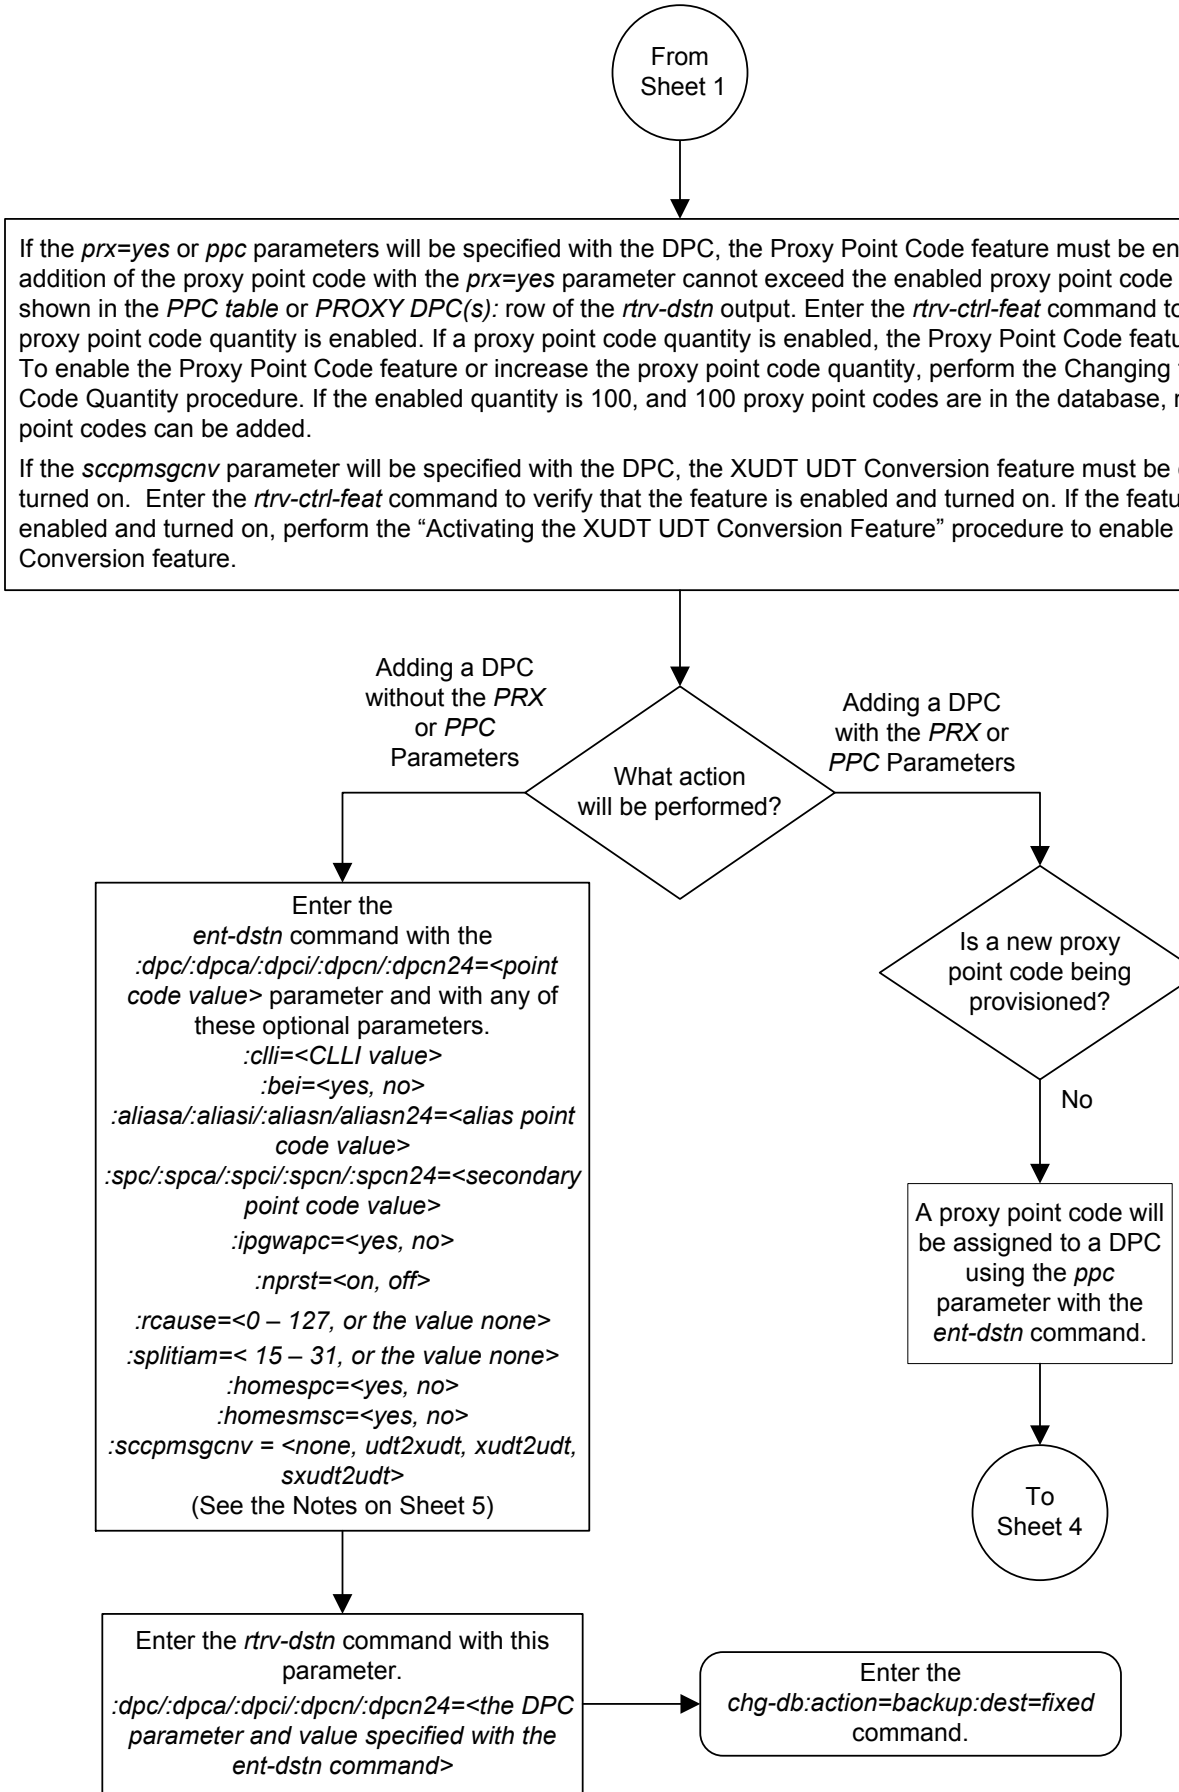 From
Sheet 1
If the prx=yes or ppc parameters will be specified with the DPC, the Proxy Point Code feature must be
addition of the proxy point code with the prx=yes parameter cannot exceed the enabled proxy point code
shown in the PPC table or PROXY DPC(s): row of the rtrv-dstn output. Enter the rtrv-ctrl-feat command to
proxy point code quantity is enabled. If a proxy point code quantity is enabled, the Proxy Point Code
To enable the Proxy Point Code feature or increase the proxy point code quantity, perform the Changing
Code Quantity procedure. If the enabled quantity is 100, and 100 proxy point codes are in the database,
point codes can be added.
If the sccpmsgcnv parameter will be specified with the DPC, the XUDT UDT Conversion feature must be
turned on. Enter the rtrv-ctrl-feat command to verify that the feature is enabled and turned on. If the
enabled and turned on, perform the “Activating the XUDT UDT Conversion Feature” procedure to enable
Conversion feature.
Adding a DPC
without the PRX
or PPC
Parameters
What action
will be performed?
Adding a DPC
with the PRX or
PPC Parameters
Enter the
ent-dstn command with the
:dpc/:dpca/:dpci/:dpcn/:dpcn24=<point
code value> parameter and with any of
these optional parameters.
:clli=<CLLI value>
:bei=<yes, no>
:aliasa/:aliasi/:aliasn/aliasn24=<alias point
code value>
:spc/:spca/:spci/:spcn/:spcn24=<secondary
point code value>
:ipgwapc=<yes, no>
:nprst=<on, off>
:rcause=<0 – 127, or the value none>
:splitiam=< 15 – 31, or the value none>
:homespc=<yes, no>
:homesmsc=<yes, no>
:sccpmsgcnv = <none, udt2xudt, xudt2udt,
sxudt2udt>
(See the Notes on Sheet 5)
Is a new proxy
point code being
provisioned?
No
A proxy point code will
be assigned to a DPC
using the ppc
parameter with the
ent-dstn command.
To
Sheet 4
Enter the rtrv-dstn command with this
parameter.
:dpc/:dpca/:dpci/:dpcn/:dpcn24=<the DPC
parameter and value specified with the
ent-dstn command>
Enter the
chg-db:action=backup:dest=fixed
command.